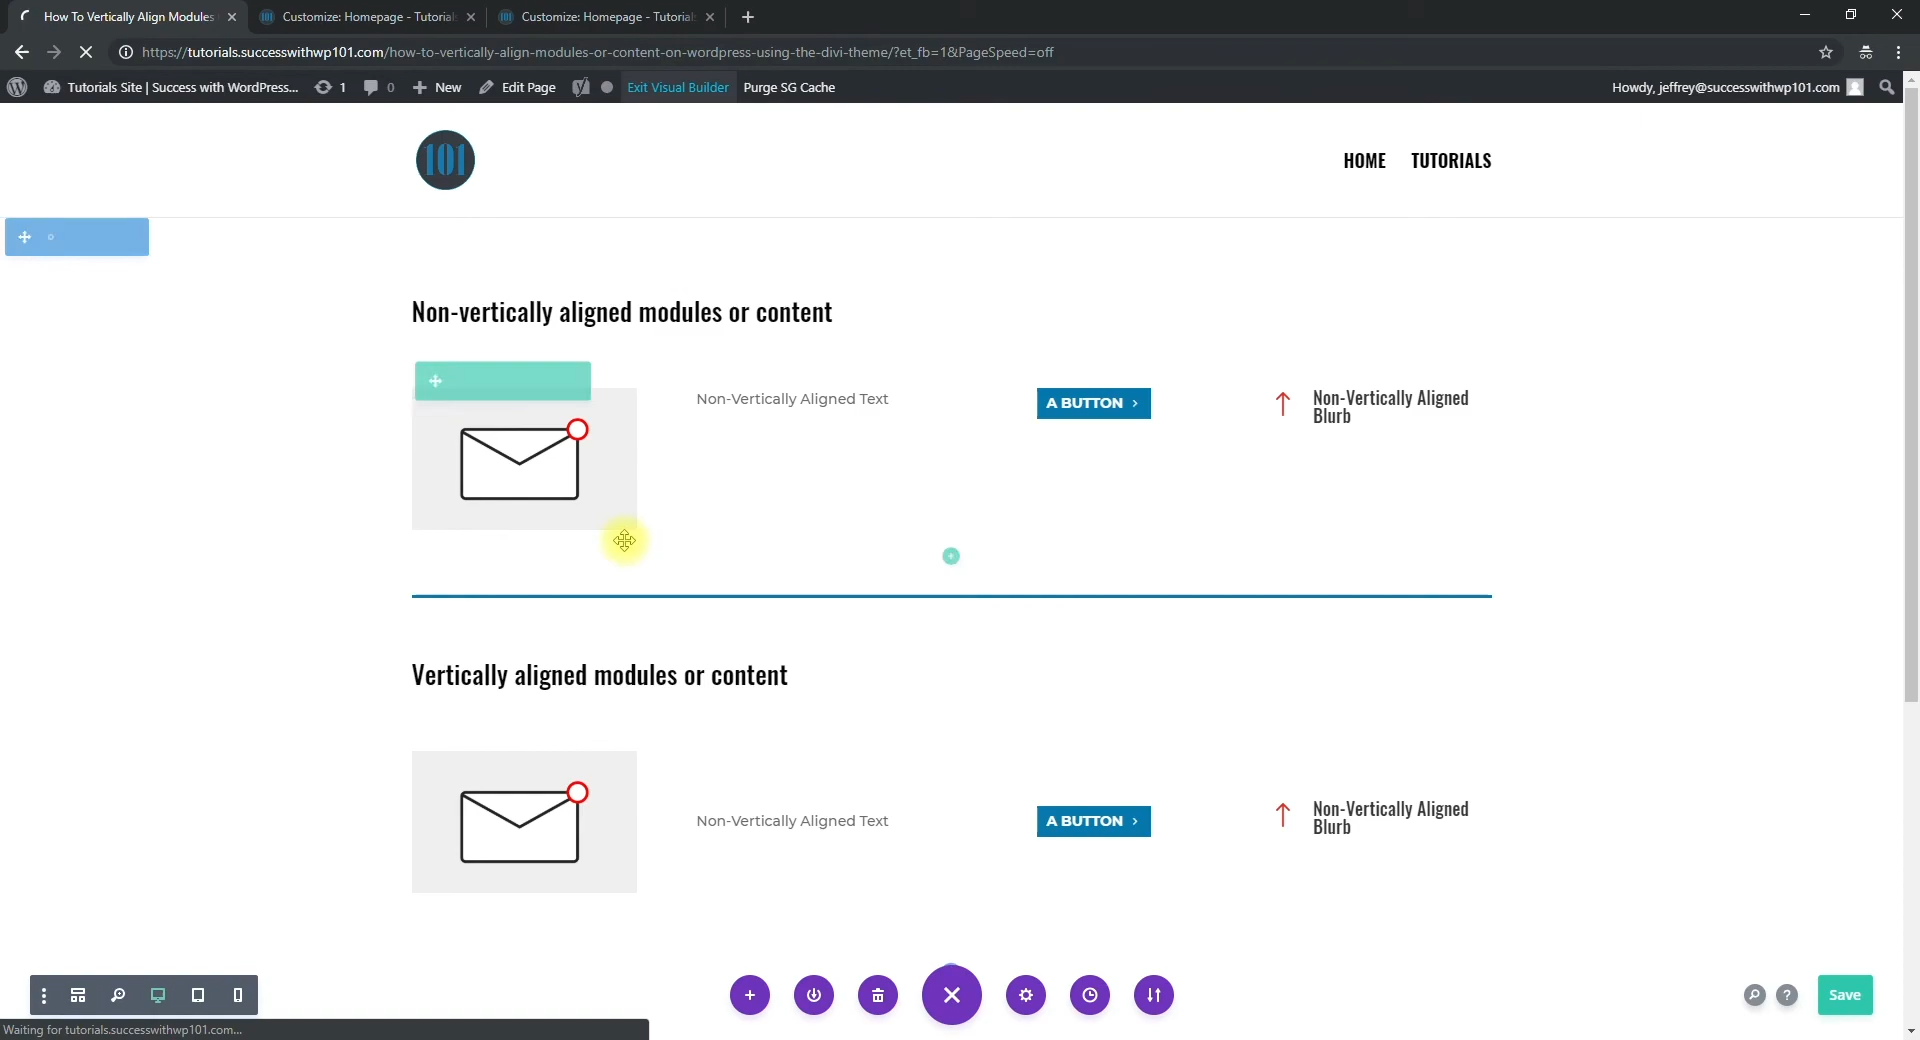 How To Vertically Align Modules
Customize: Homepage - Tutorials
Customize: Homepage - Tutorials
https://tutorials.successwithwp101.com/how-to-vertically-align-modules-or-content-on-wordpress-using-the-divi-theme/?et_fb=1&PageSpeed=off
Tutorials Site | Success with WordPress... 1 0 New Edit Page Exit Visual Builder Purge SG Cache Howdy, jeffrey@successwithwp101.com
101
HOME TUTORIALS
Non-vertically aligned modules or content
Non-Vertically Aligned Text
A BUTTON
Non-Vertically Aligned
Blurb
Vertically aligned modules or content
Non-Vertically Aligned Text
A BUTTON
Non-Vertically Aligned
Blurb
Save
Waiting for tutorials.successwithwp101.com...